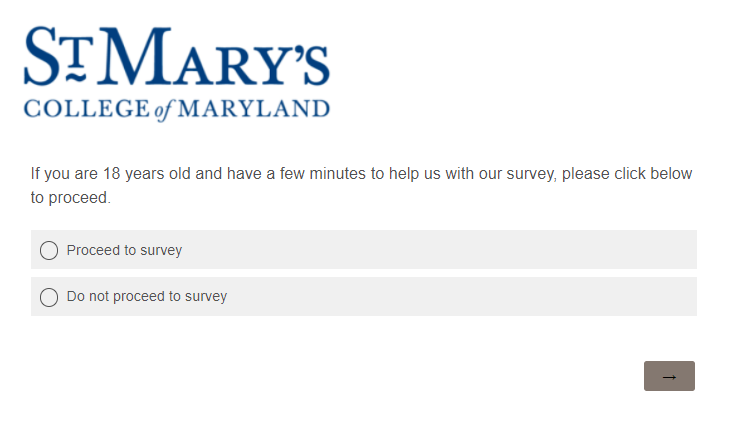 ST MARY'S
COLLEGE of MARYLAND
If you are 18 years old and have a few minutes to help us with our survey, please click below
to proceed.
Proceed to survey
Do not proceed to survey
→